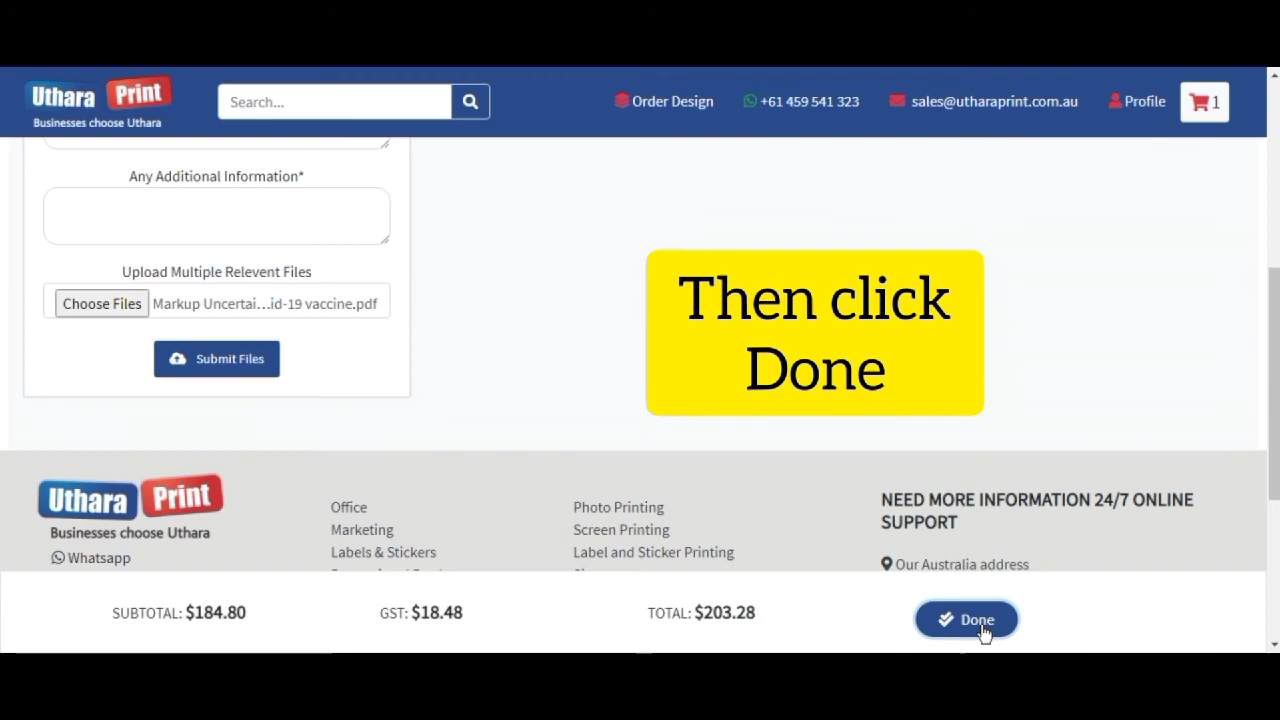 Uthara Print
Businesses choose Uthara
Search...
Order Design
+61 459 541 323
sales@utharaprint.com.au
Profile
1
Any Additional Information*
Upload Multiple Relevent Files
Choose Files Markup Uncertai...id-19 vaccine.pdf
Submit Files
Then click
Done
Uthara Print
Businesses choose Uthara
Whatsapp
Office
Marketing
Labels & Stickers
Photo Printing
Screen Printing
Label and Sticker Printing
NEED MORE INFORMATION 24/7 ONLINE
SUPPORT
Our Australia address
SUBTOTAL: $184.80
GST: $18.48
TOTAL: $203.28
Done